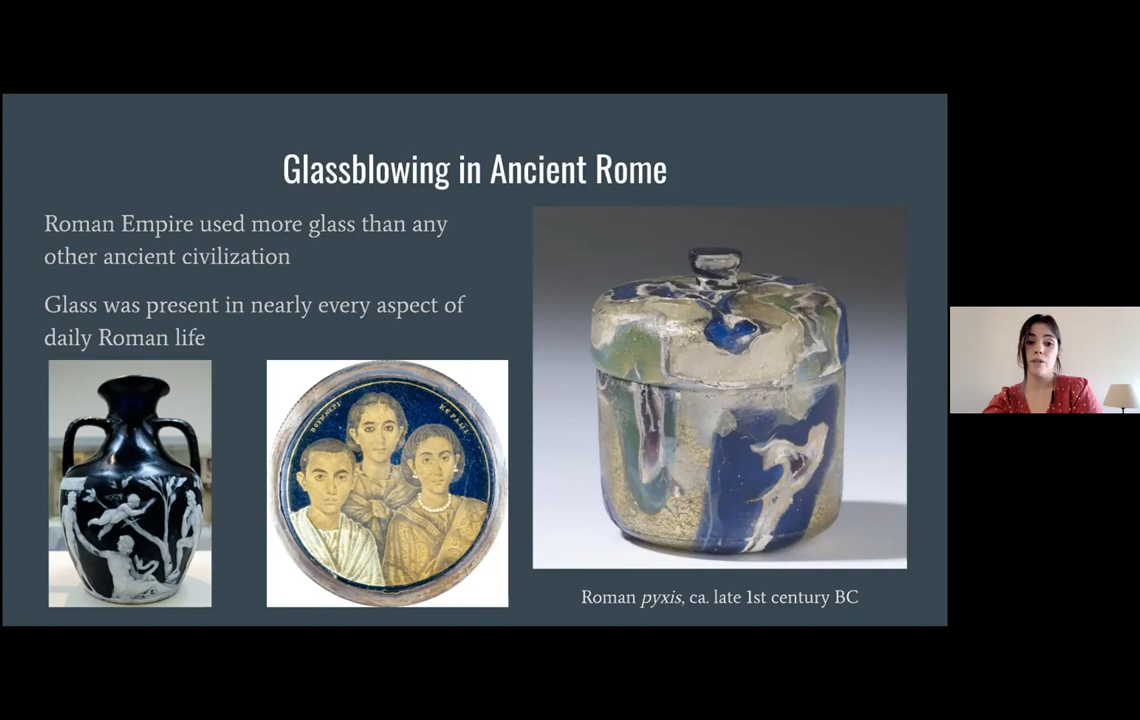 Glassblowing in Ancient Rome
Roman Empire used more glass than any
other ancient civilization
Glass was present in nearly every aspect of
daily Roman life
Roman pyxis, ca. late 1st century BC